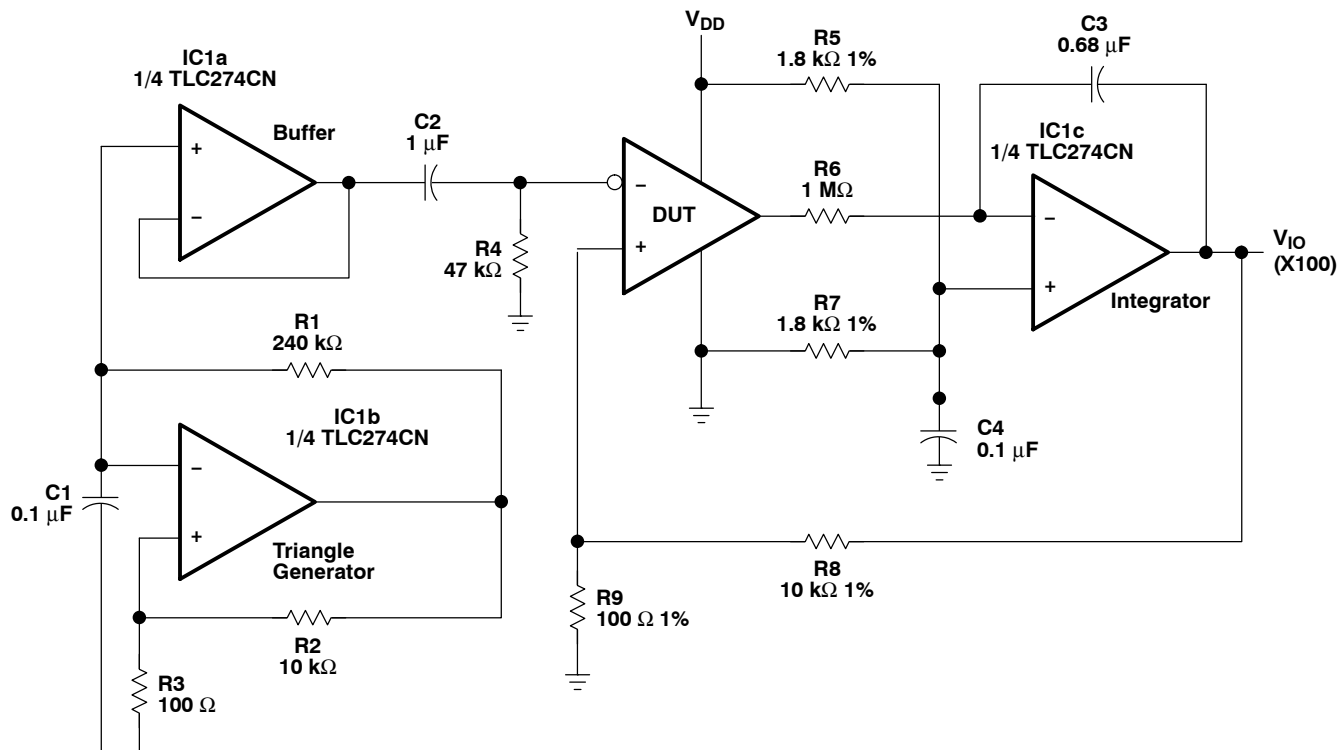 IC1a
1/4 TLC274CN
+
−
Buffer
C2
1 μF
R4
47 kΩ
R1
240 kΩ
IC1b
1/4 TLC274CN
−
+
Triangle
Generator
C1
0.1 μF
R2
10 kΩ
R3
100 Ω
VDD
−
DUT
+
R5
1.8 kΩ 1%
R6
1 MΩ
R7
1.8 kΩ 1%
C3
0.68 μF
IC1c
1/4 TLC274CN
−
+
Integrator
VIO
(X100)
C4
0.1 μF
R8
10 kΩ 1%
R9
100 Ω 1%